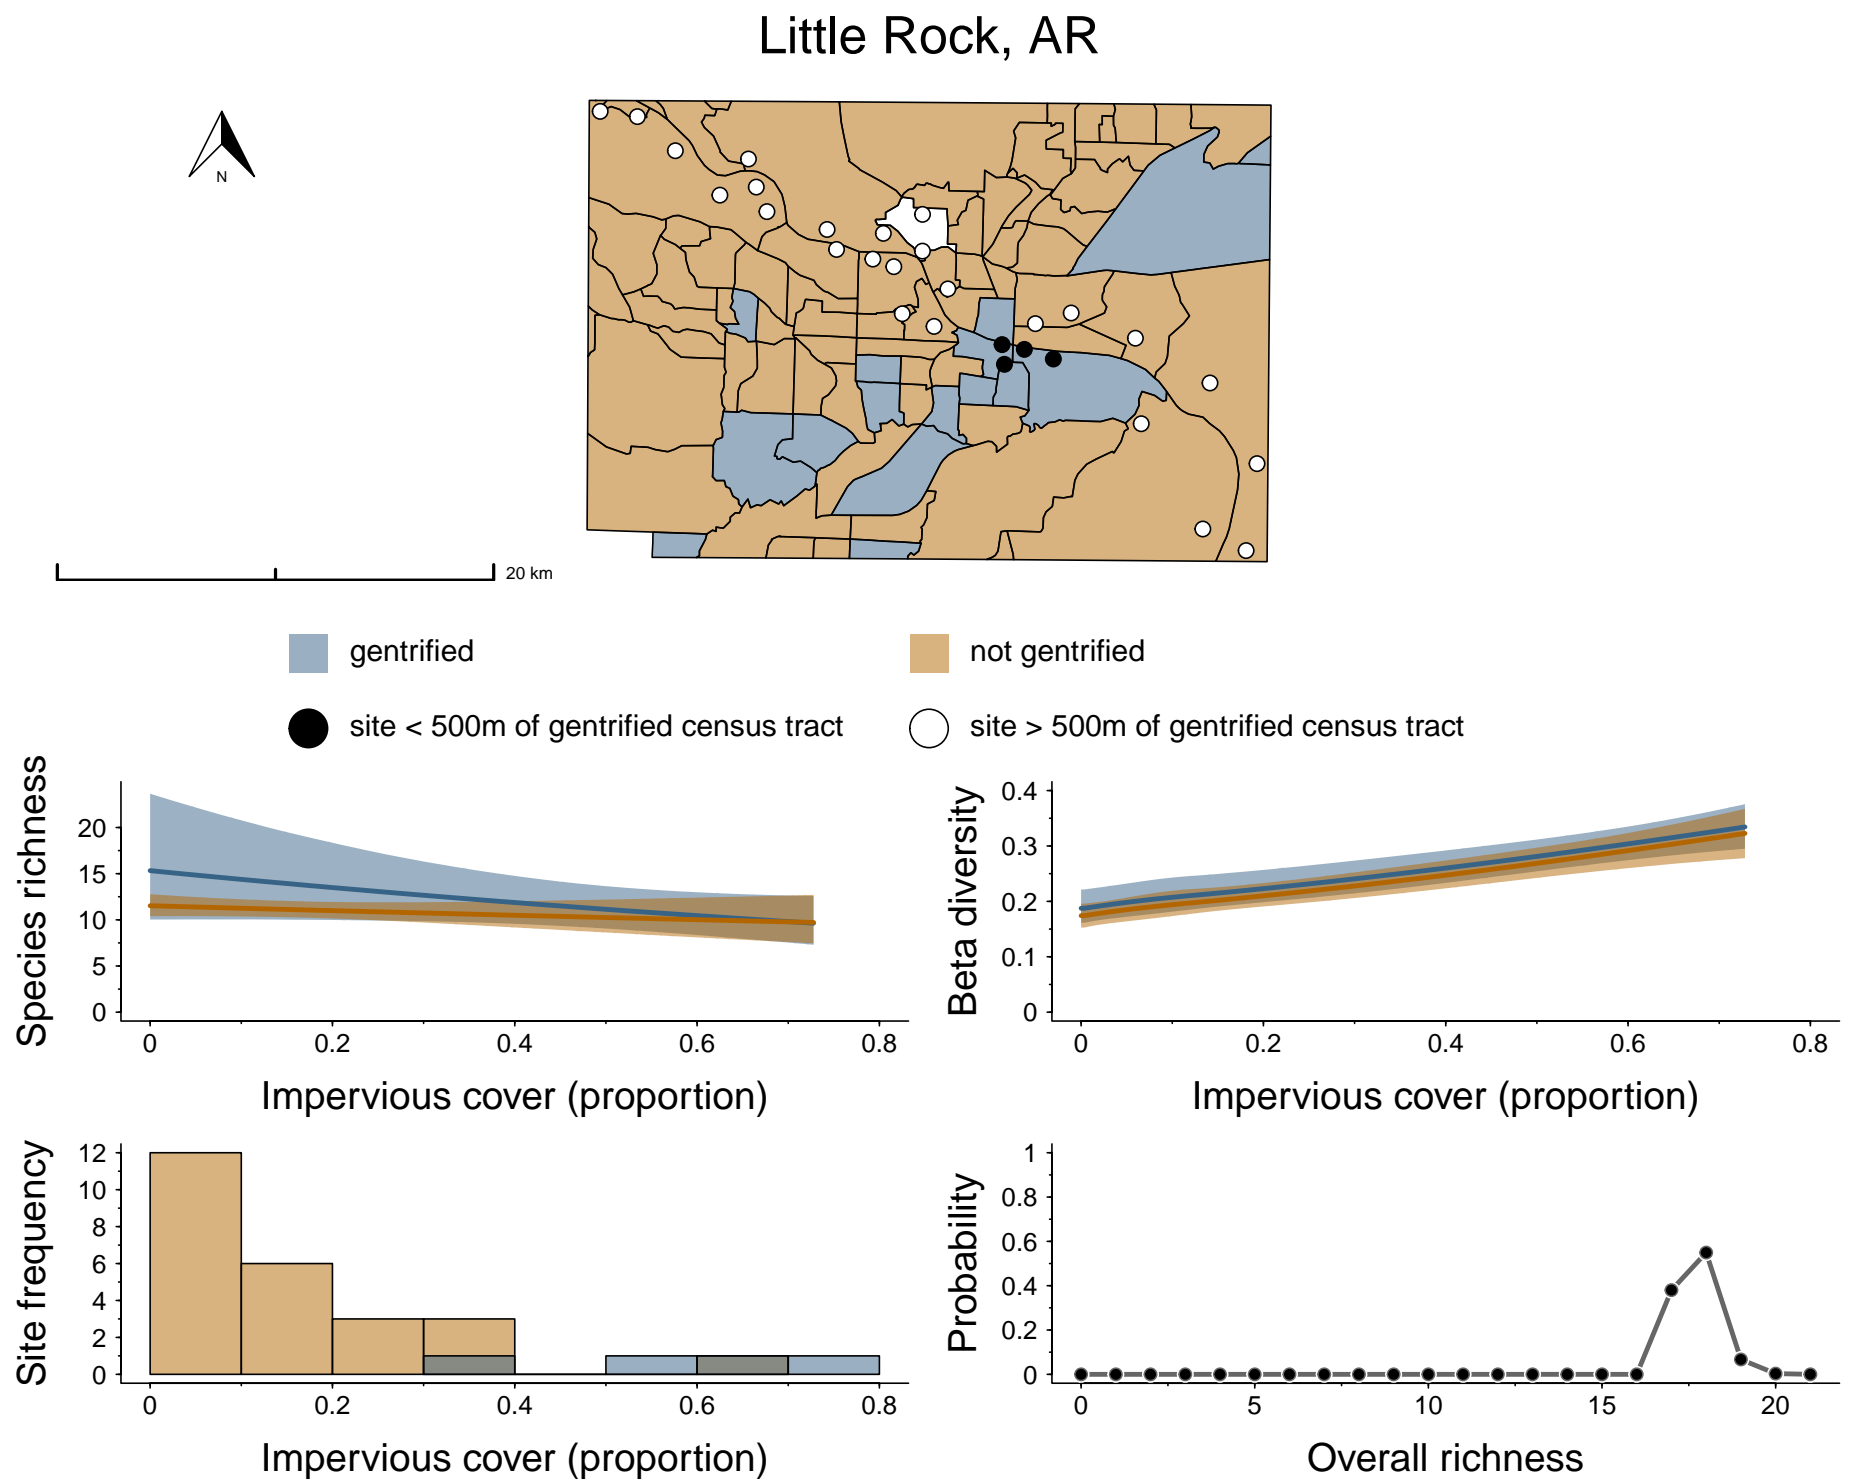 Little Rock, AR
N
20 km
gentrified
not gentrified
site < 500m of gentrified census tract
site > 500m of gentrified census tract
Species richness
20
15
10
5
0
0 0.2 0.4 0.6 0.8
Impervious cover (proportion)
Beta diversity
0.4
0.3
0.2
0.1
0
0 0.2 0.4 0.6 0.8
Impervious cover (proportion)
Site frequency
12
10
8
6
4
2
0
0 0.2 0.4 0.6 0.8
Impervious cover (proportion)
Probability
1
0.8
0.6
0.4
0.2
0
0 5 10 15 20
Overall richness